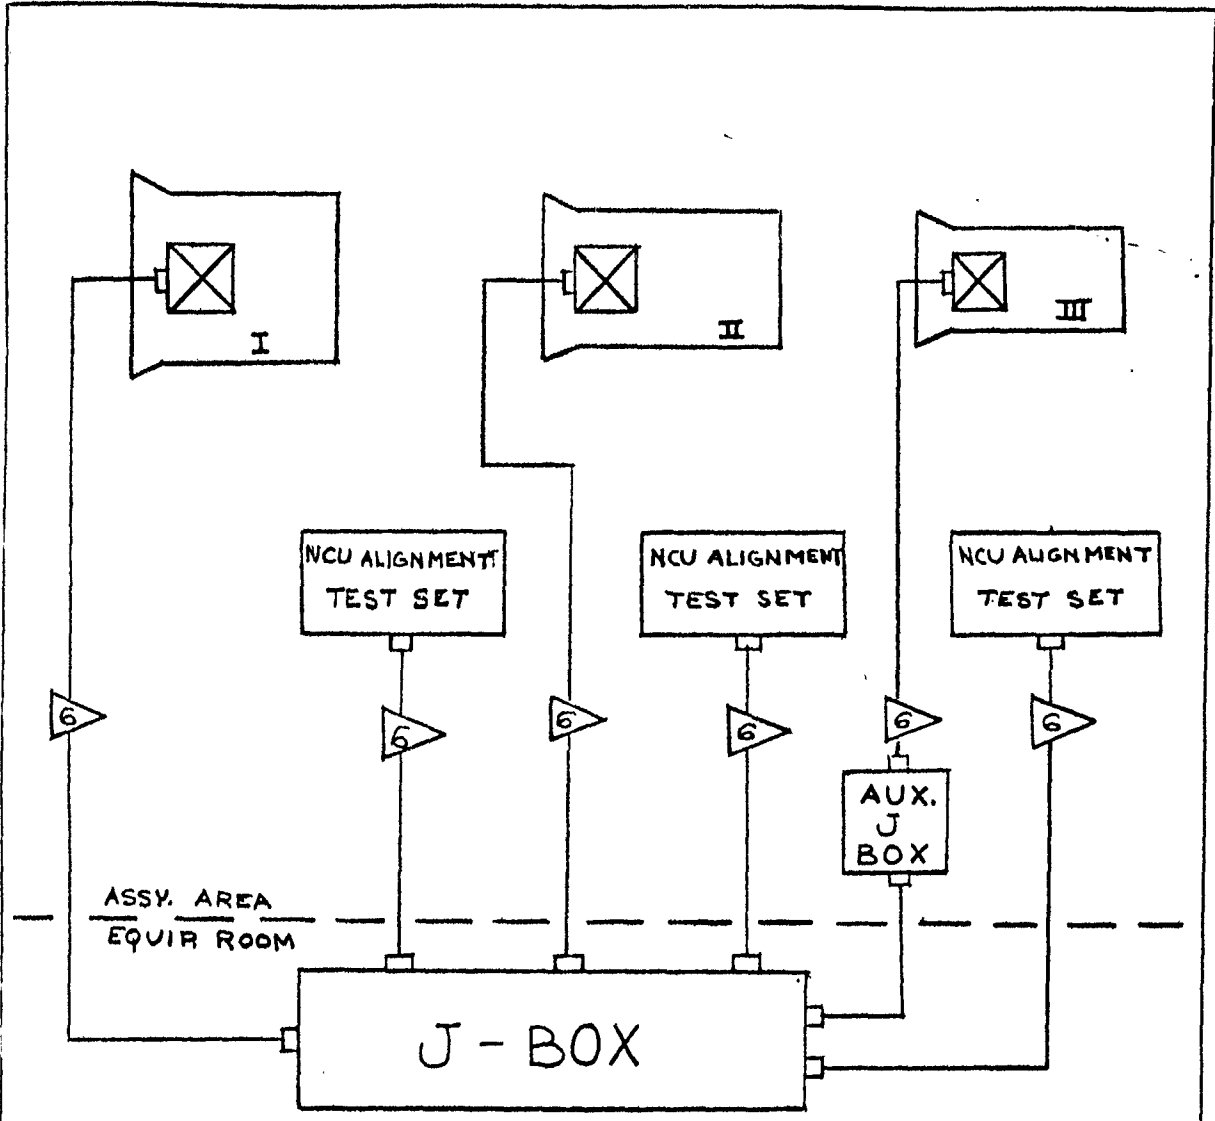 I
II
III
NCU ALIGNMENT
TEST SET
NCU ALIGNMENT
TEST SET
NCU ALIGNMENT
TEST SET
6
6
6
6
6
6
AUX.
J
BOX
ASSY. AREA
EQUIP ROOM
J - BOX